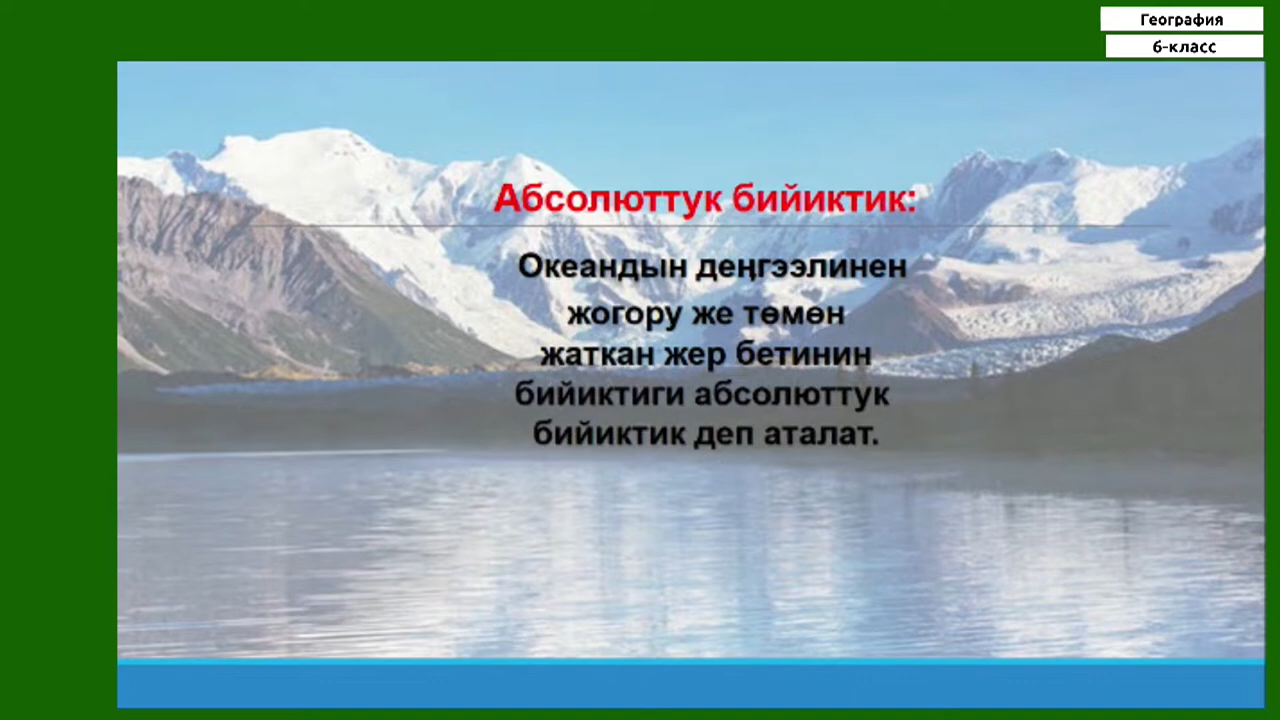 География
6-класс
Абсолюттук бийиктик:
Океандын деңгээлинен
жогору же төмөн
жаткан жер бетинин
бийиктиги абсолюттук
бийиктик деп аталат.